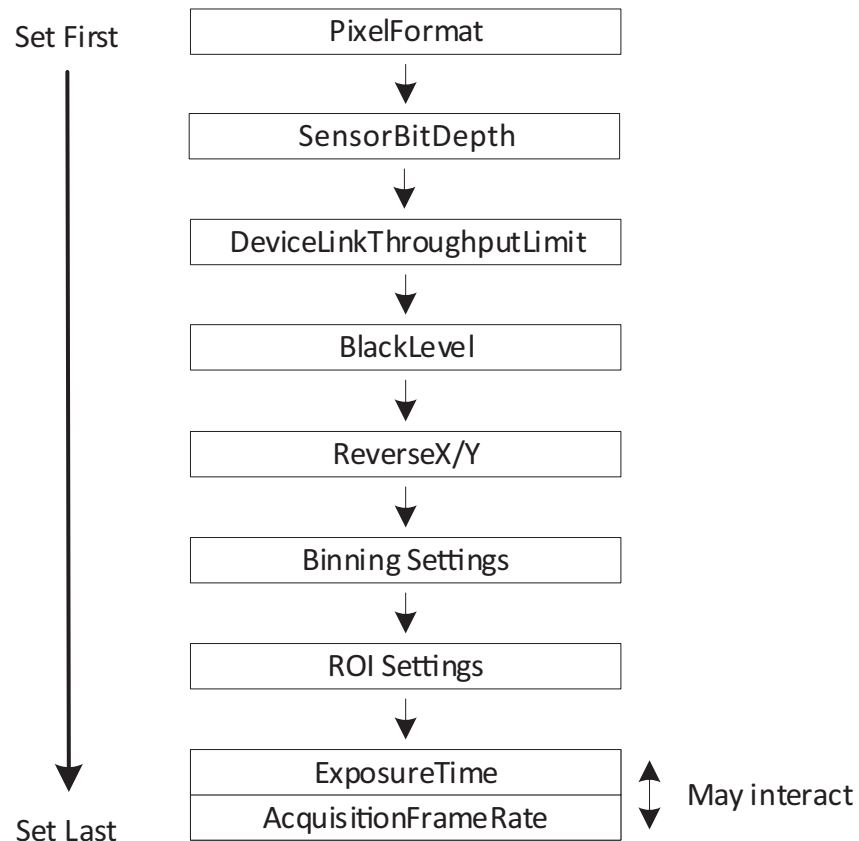 Set First
PixelFormat
SensorBitDepth
DeviceLinkThroughputLimit
BlackLevel
ReverseX/Y
Binning Settings
ROI Settings
ExposureTime
May interact
AcquisitionFrameRate
Set Last